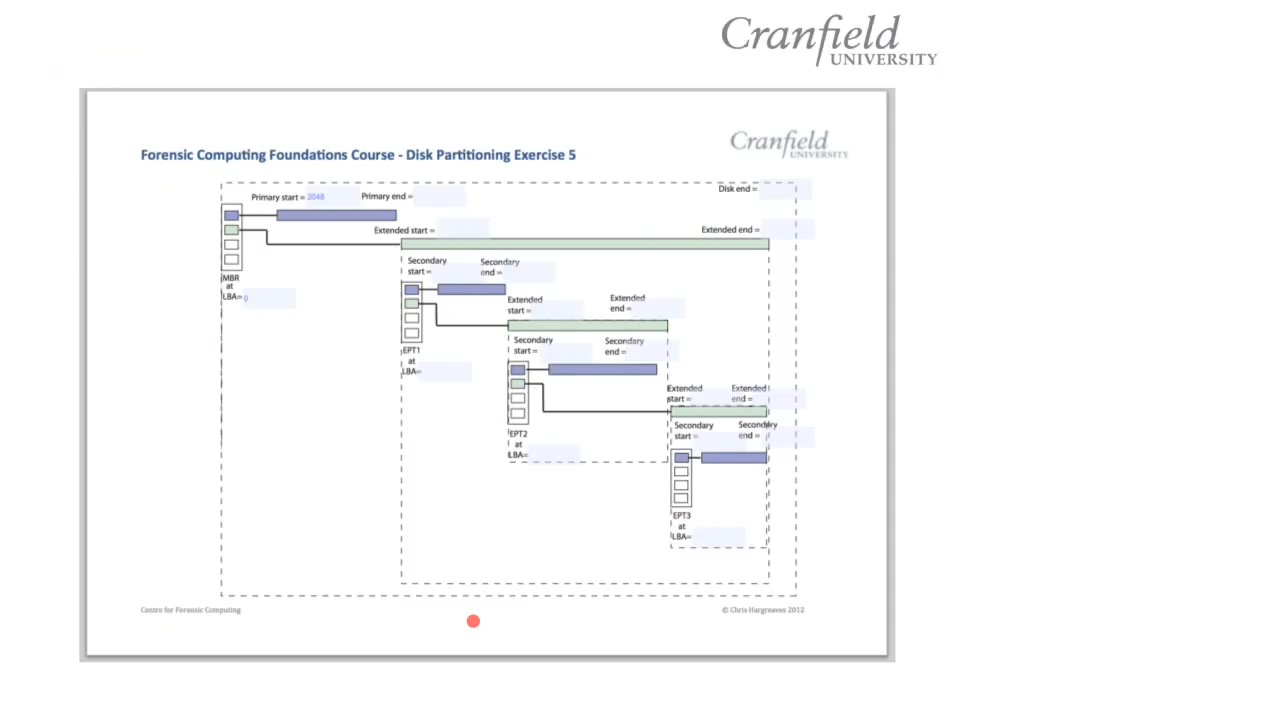 Cranfield
UNIVERSITY
Cranfield
UNIVERSITY
Forensic Computing Foundations Course - Disk Partitioning Exercise 5
Disk end =
Primary start = 2048 Primary end =
Extended start = Extended end =
Secondary start = Secondary end =
MBR
at
LBA= 0
Extended start = Extended end =
Secondary start = Secondary end =
EPT1
at
LBA=
Extended start = Extended end =
Secondary start = Secondary end =
EPT2
at
LBA=
EPT3
at
LBA=
Centre for Forensic Computing © Chris Hargreaves 2012